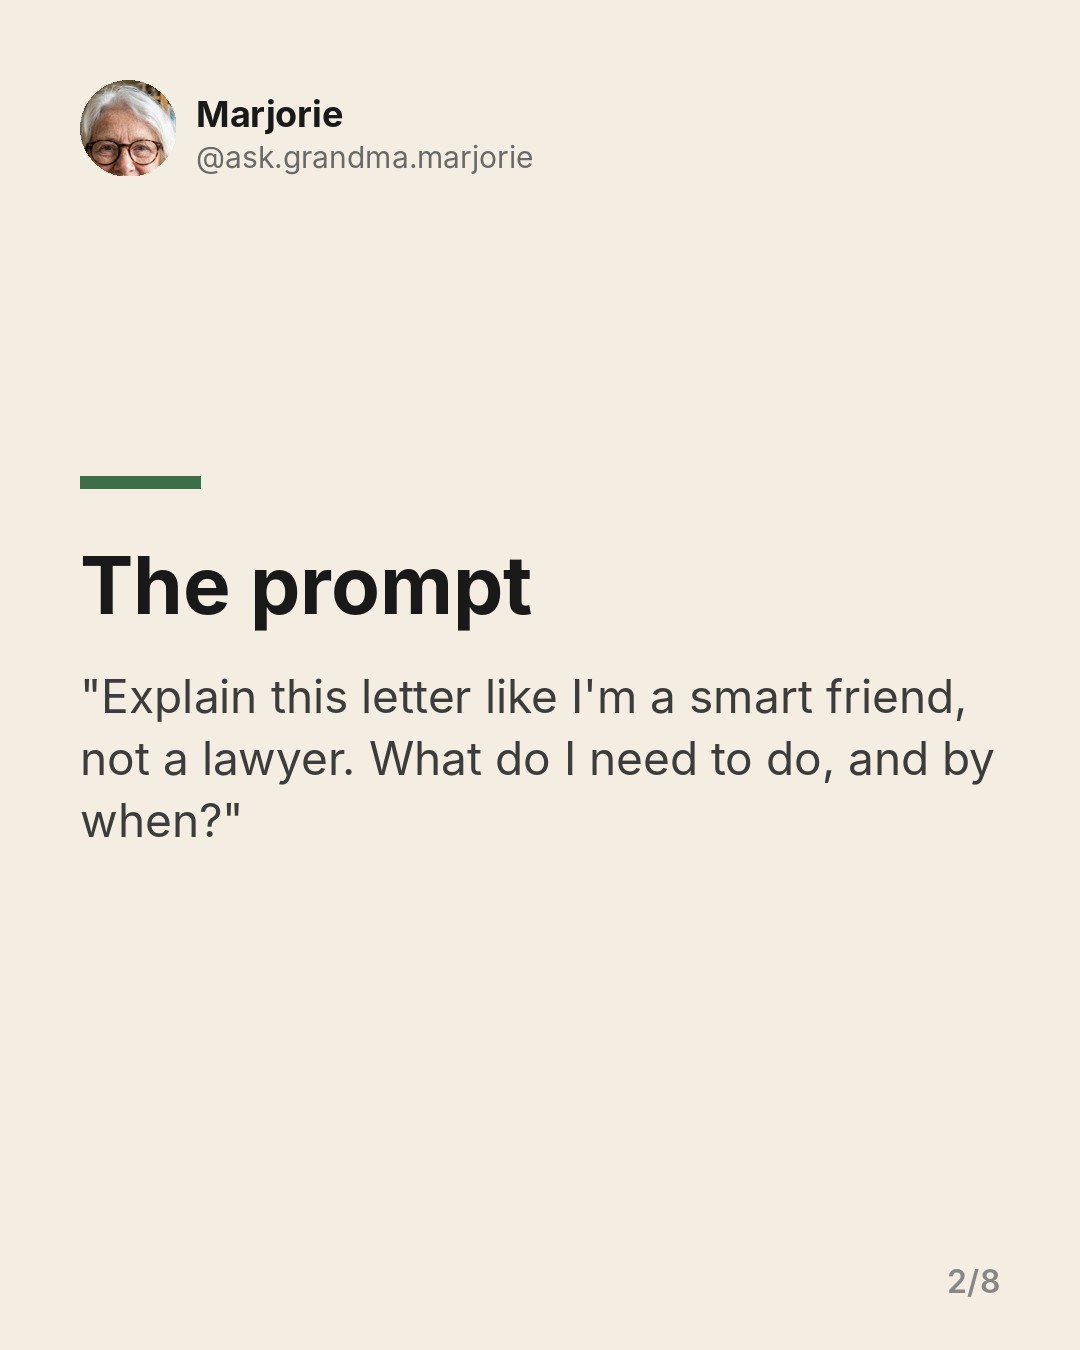 Marjorie
@ask.grandma.marjorie
The prompt
"Explain this letter like I'm a smart friend,
not a lawyer. What do I need to do, and by
when?"
2/8